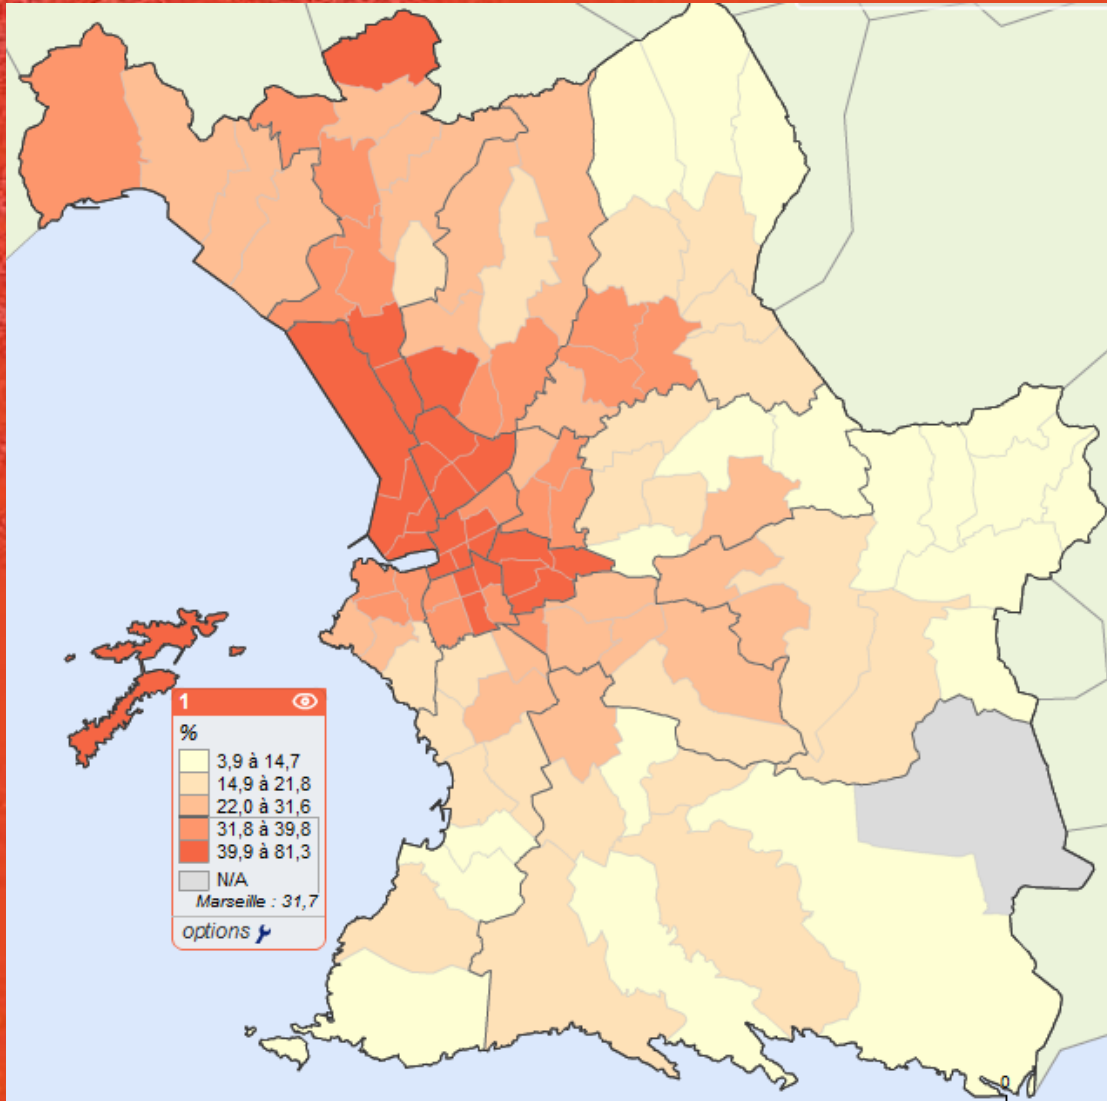 1
%
3,9 à 14,7
14,9 à 21,8
22,0 à 31,6
31,8 à 39,8
39,9 à 81,3
N/A
Marseille : 31,7
options
0